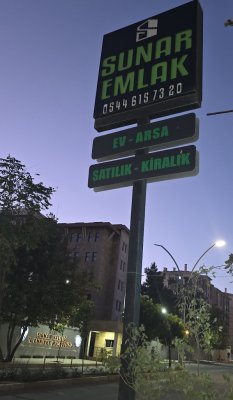 S
SUNAR
EMLAK
0544 615 73 20
EV - ARSA
SATILIK - KİRALIK